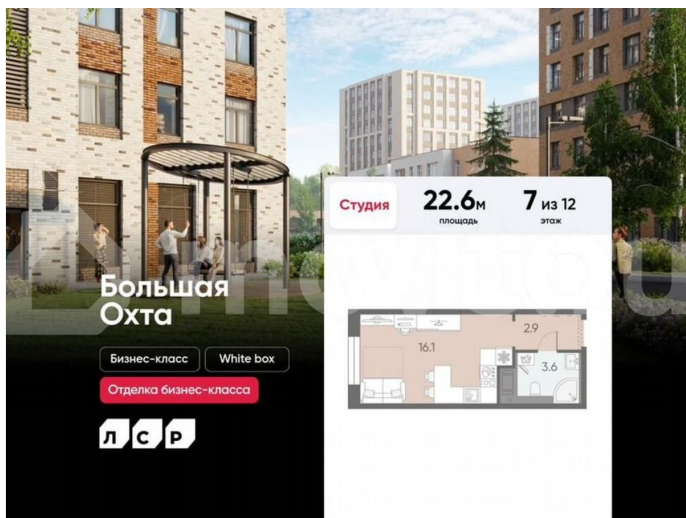 Студия
22.6м
площадь
7 из 12
этаж
Большая
Охта
Бизнес-класс
White box
Отделка бизнес-класса
ЛСР
16.1
2.9
3.6